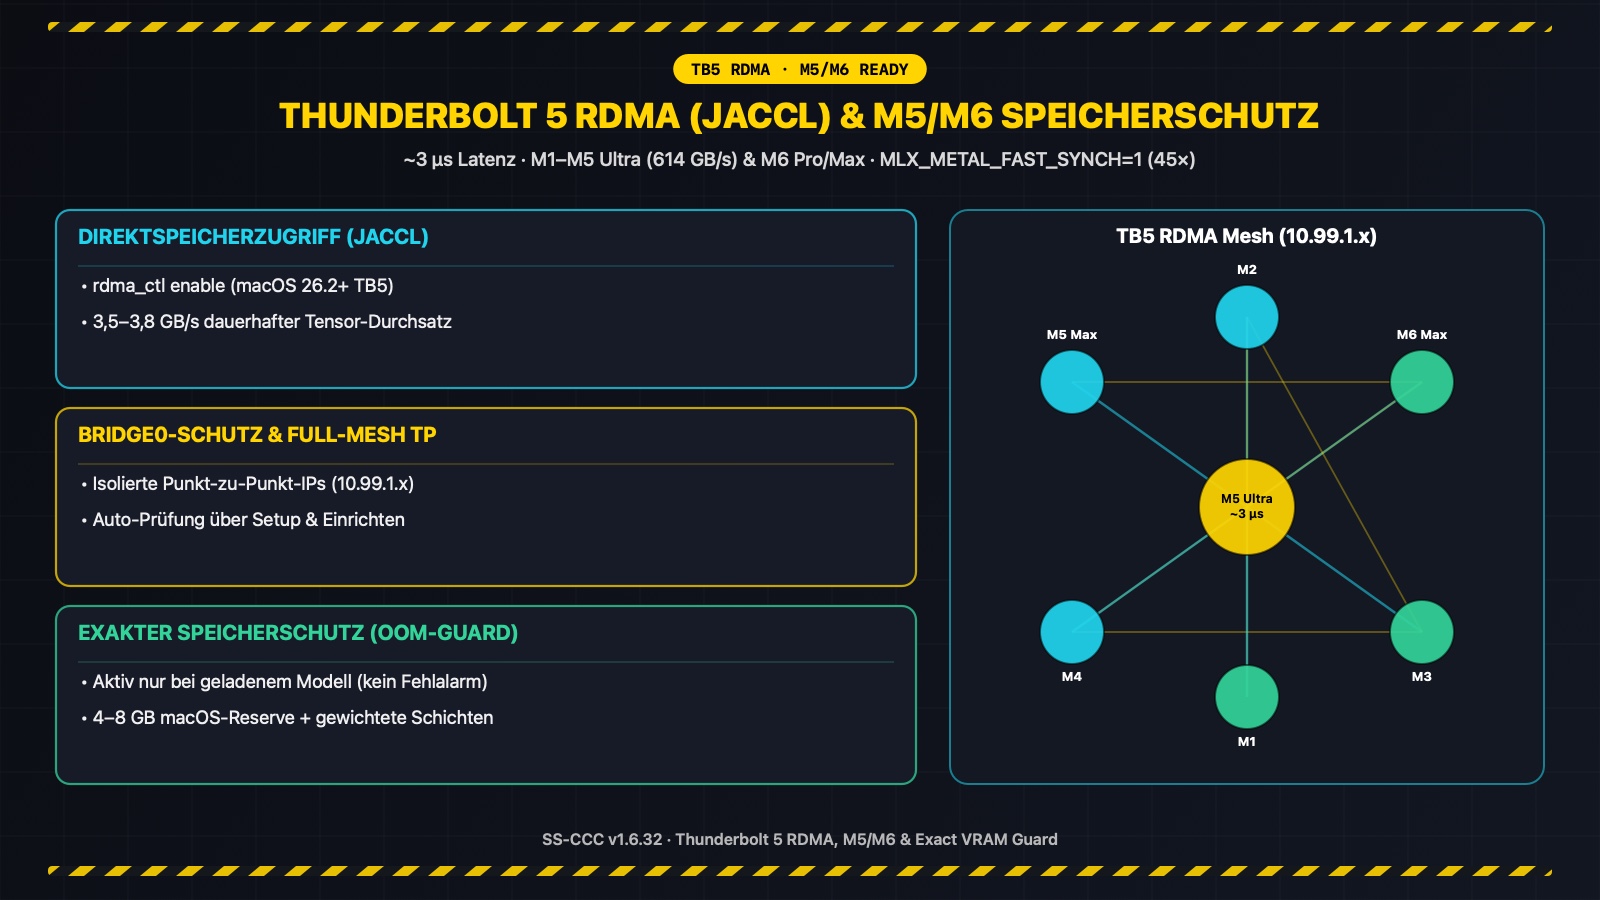 TB5 RDMA · M5/M6 READY
THUNDERBOLT 5 RDMA (JACCL) & M5/M6 SPEICHERSCHUTZ
~3 µs Latenz · M1–M5 Ultra (614 GB/s) & M6 Pro/Max · MLX_METAL_FAST_SYNCH=1 (45×)
DIREKTSPEICHERZUGRIFF (JACCL)
• rdma_ctl enable (macOS 26.2+ TB5)
• 3,5–3,8 GB/s dauerhafter Tensor-Durchsatz
BRIDGE0-SCHUTZ & FULL-MESH TP
• Isolierte Punkt-zu-Punkt-IPs (10.99.1.x)
• Auto-Prüfung über Setup & Einrichten
EXAKTER SPEICHERSCHUTZ (OOM-GUARD)
• Aktiv nur bei geladenem Modell (kein Fehlalarm)
• 4–8 GB macOS-Reserve + gewichtete Schichten
TB5 RDMA Mesh (10.99.1.x)
M2
M5 Max
M6 Max
M5 Ultra
~3 µs
M4
M3
M1
SS-CCC v1.6.32 · Thunderbolt 5 RDMA, M5/M6 & Exact VRAM Guard